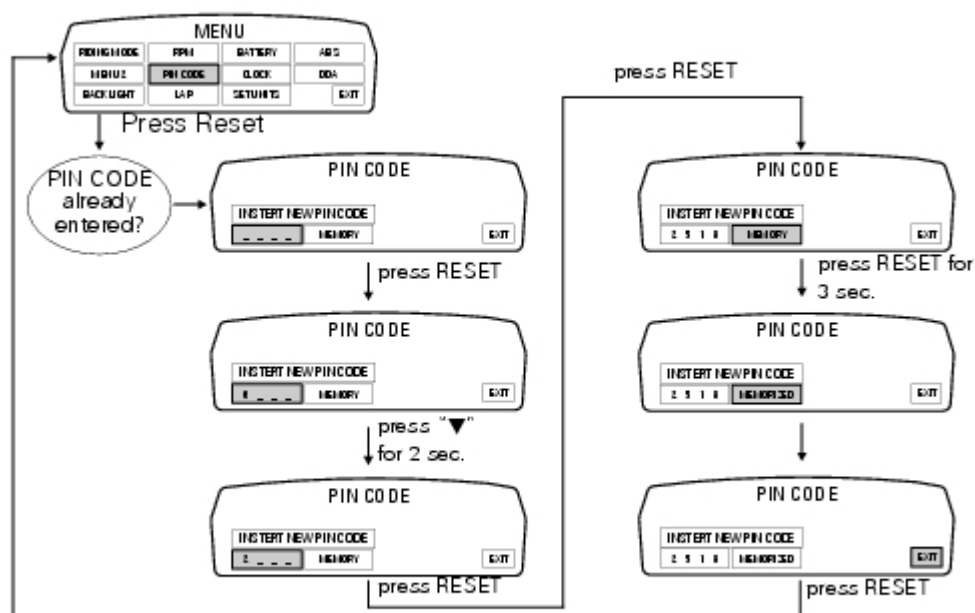 MENU
RIDING MODE RPM BATTERY ABS
MENU 2 PIN CODE CLOCK DDA
BACK LIGHT LAP SET UNITS EXIT
Press Reset
PIN CODE
already
entered?
PIN CODE
INSTERT NEW PIN CODE
_ _ _ _ MEMORY EXIT
press RESET
PIN CODE
INSTERT NEW PIN CODE
0 _ _ _ MEMORY EXIT
press "▼"
for 2 sec.
PIN CODE
INSTERT NEW PIN CODE
2 _ _ _ MEMORY EXIT
press RESET
press RESET
PIN CODE
INSTERT NEW PIN CODE
MEMORY EXIT
press RESET for
3 sec.
PIN CODE
INSTERT NEW PIN CODE
MEMORIZED EXIT
PIN CODE
INSTERT NEW PIN CODE
MEMORIZED EXIT
press RESET